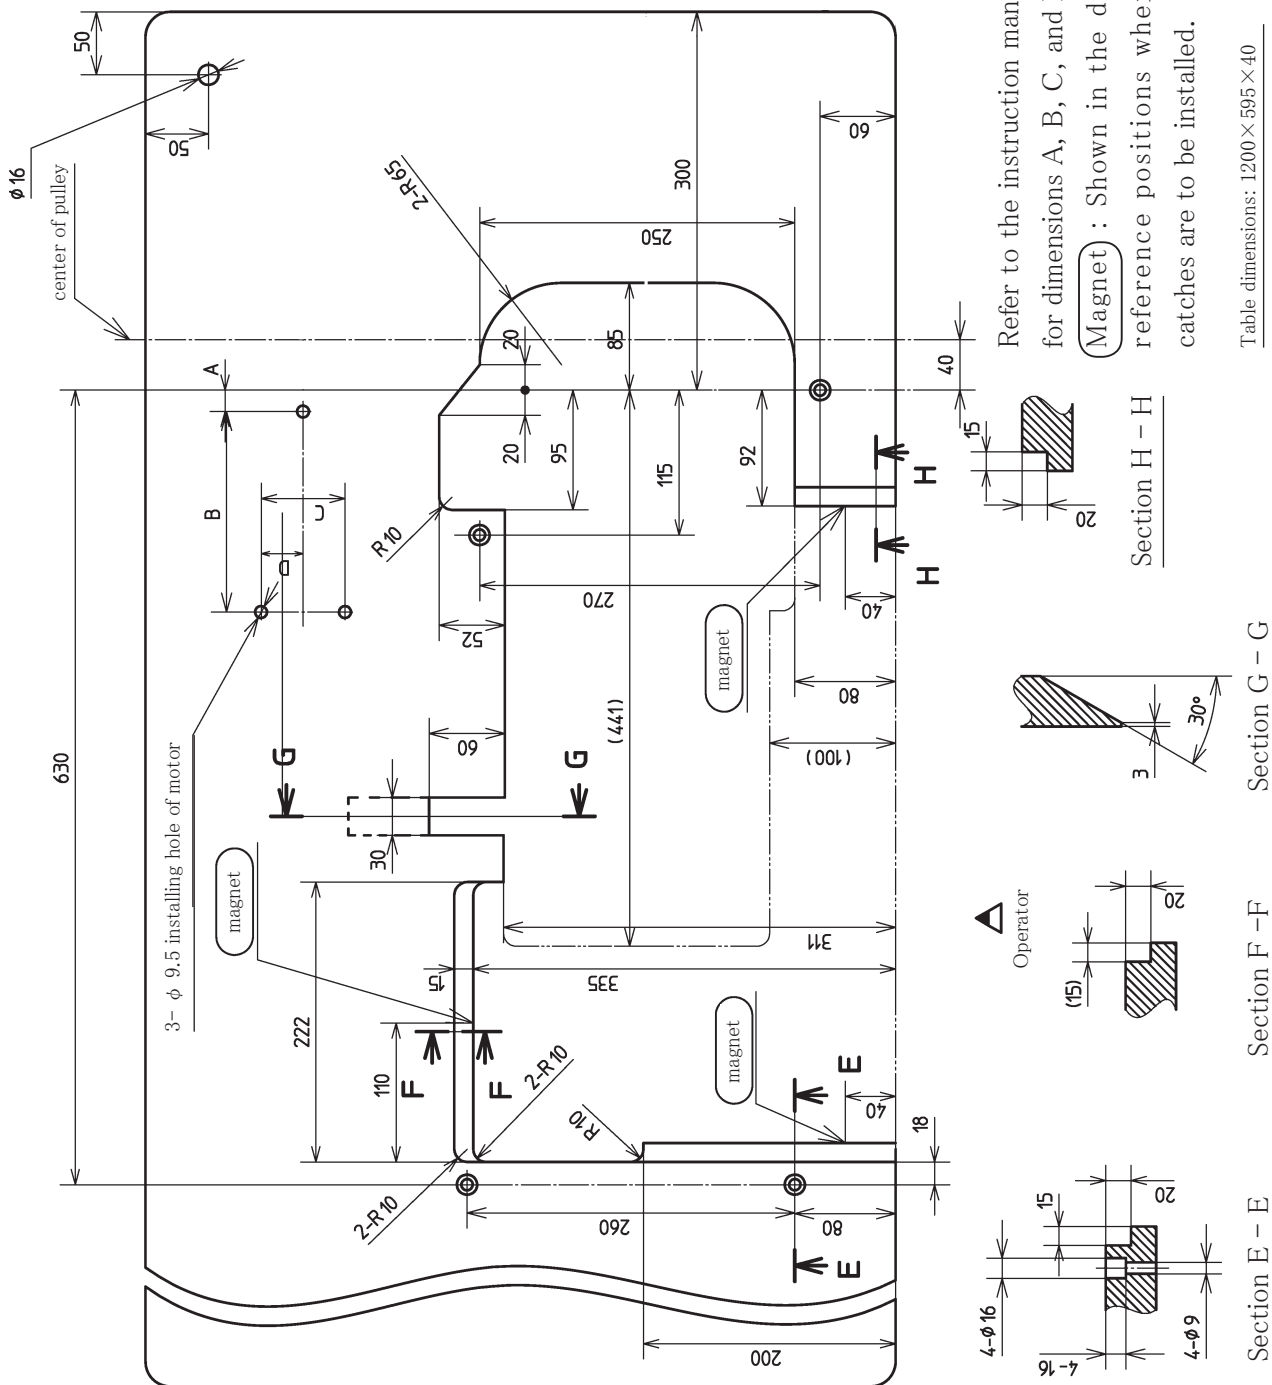 50
φ16
50
center of pulley
A
B
C
D
3- φ 9.5 installing hole of motor
630
300
60
2-R65
250
20
85
20
95
115
92
40
R10
270
52
60
G
G
(441)
magnet
40
80
(100)
H
H
30
222
magnet
15
335
311
110
F
F
2-R10
2-R10
R10
magnet
E
E
40
18
260
80
200
Refer to the instruction man
for dimensions A, B, C, and
Magnet : Shown in the d
reference positions whe
catches are to be installed.
Table dimensions: 1200×595×40
15
20
Section H-H
3
30°
Section G-G
Operator
(15)
20
Section F-F
4-φ16
15
20
4-16
4-φ9
Section E-E